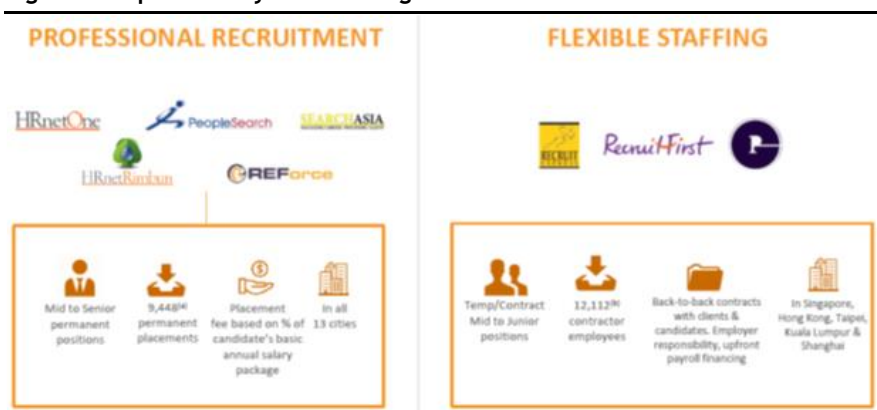 PROFESSIONAL RECRUITMENT
HRnetOne
PeopleSearch
SEARCHASIA
HRnetRimbun
REForce
Mid to Senior
permanent
positions
9,448(a)
permanent
placements
Placement
fee based on % of
candidate's basic
annual salary
package
In all
13 cities
FLEXIBLE STAFFING
RECRUIT
RecruitFirst
P
Temp/Contract
Mid to Junior
positions
12,112(b)
contractor
employees
Back-to-back contracts
with clients &
candidates. Employer
responsibility, upfront
payroll financing
In Singapore,
Hong Kong, Taipei,
Kuala Lumpur &
Shanghai